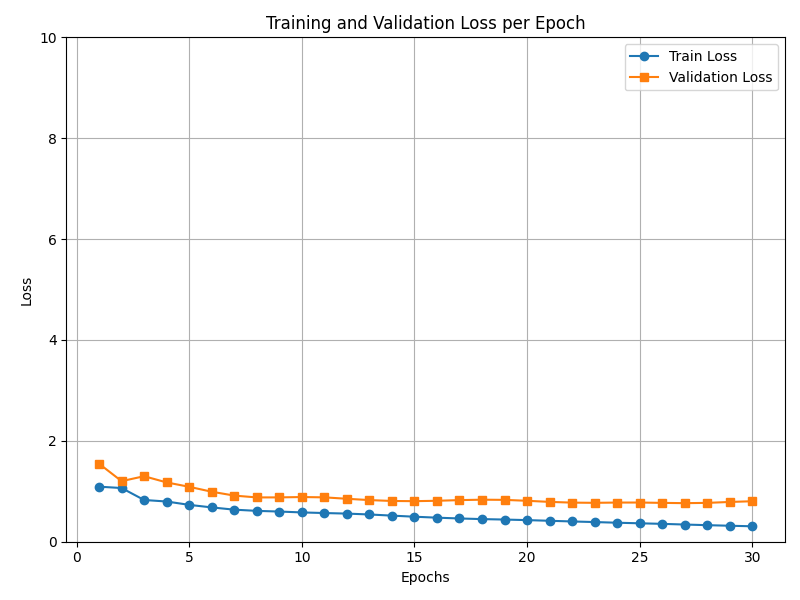 Training and Validation Loss per Epoch
Train Loss
Validation Loss
10
8
6
4
2
0
Loss
0 5 10 15 20 25 30
Epochs